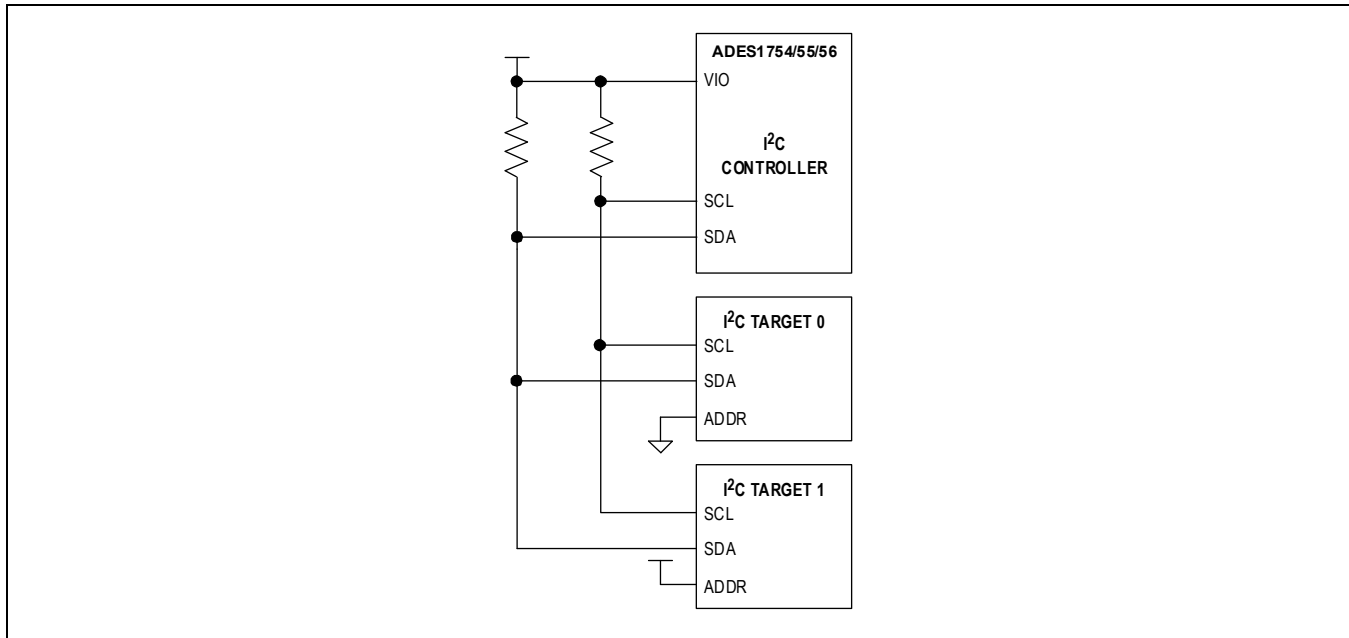 ADES1754/55/56
VIO
I²C
CONTROLLER
SCL
SDA
I²C TARGET 0
SCL
SDA
ADDR
I²C TARGET 1
SCL
SDA
ADDR